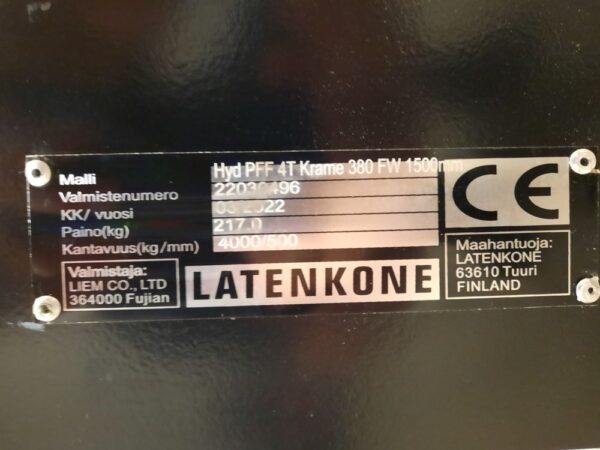 Malli Hyd PFF 4T Krame 380 FW 1500mm
Valmistenumero 22030496
KK/ vuosi 03/2022
Paino(kg) 217.0
Kantavuus(kg/mm) 4000/500
CE
Valmistaja:
LIEM CO., LTD
364000 Fujian
LATENKONE
Maahantuoja:
LATENKONE
63610 Tuuri
FINLAND